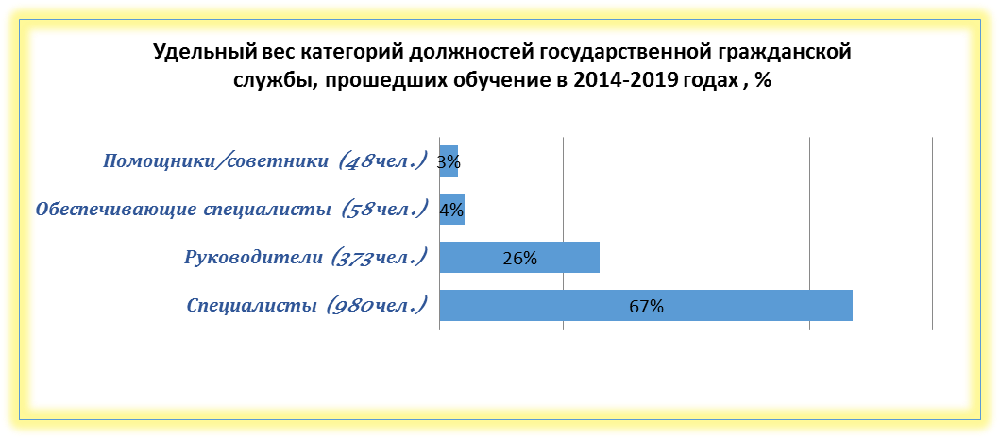 Удельный вес категорий должностей государственной гражданской
службы, прошедших обучение в 2014-2019 годах , %
Помощники/советники (48чел.) 3%
Обеспечивающие специалисты (58чел.) 4%
Руководители (373чел.) 26%
Специалисты (980чел.) 67%